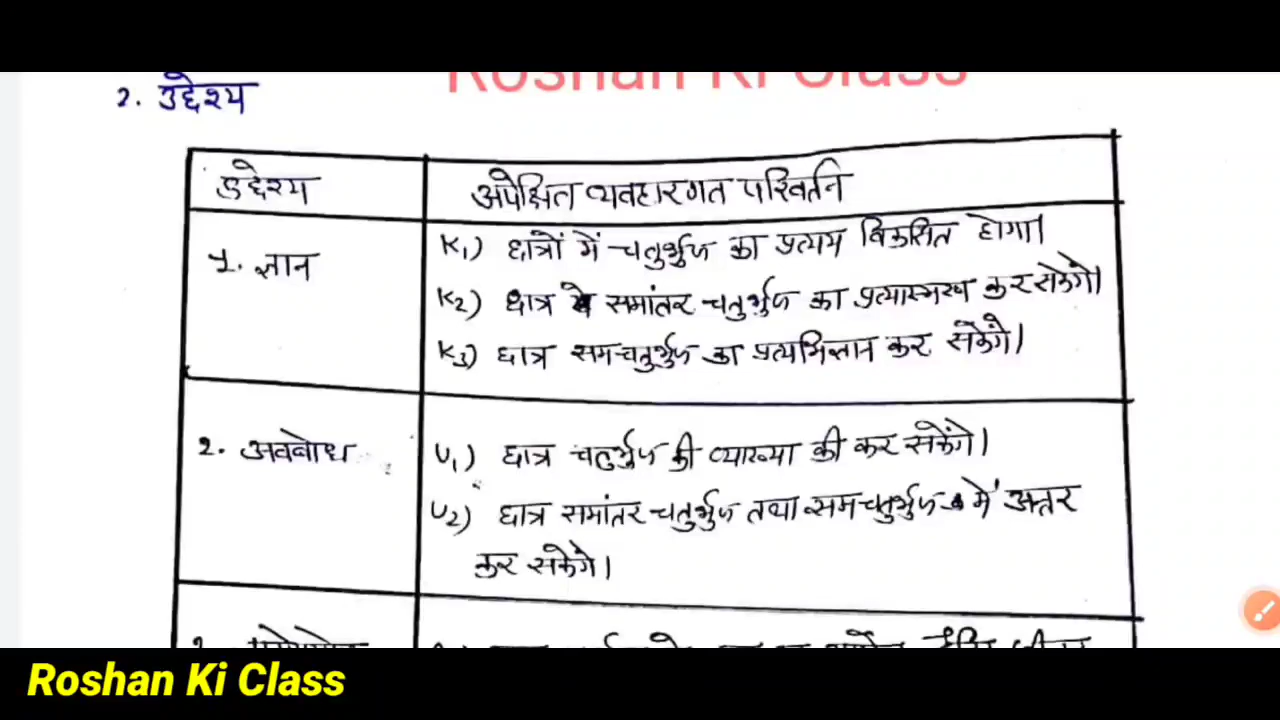 Roshan Ki Class
2. उद्देश्य
उद्देश्य अपेक्षित व्यवहारगत परिवर्तन
1. ज्ञान
K1) छात्रों में चतुर्भुज का प्रत्यय विकसित होगा।
K2) छात्र समांतर चतुर्भुज का प्रत्यास्मरण कर सकेंगे।
K3) छात्र समचतुर्भुज का प्रत्यभिज्ञान कर सकेंगे।
2. अवबोध
U1) छात्र चतुर्भुज की व्याख्या की कर सकेंगे।
U2) छात्र समांतर चतुर्भुज तथा समचतुर्भुज में अन्तर
कर सकेंगे।
Roshan Ki Class